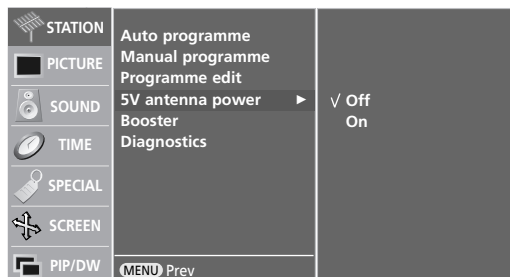 STATION
PICTURE
SOUND
TIME
SPECIAL
SCREEN
PIP/DW
Auto programme
Manual programme
Programme edit
5V antenna power ►
Booster
Diagnostics
MENU Prev
√ Off
On